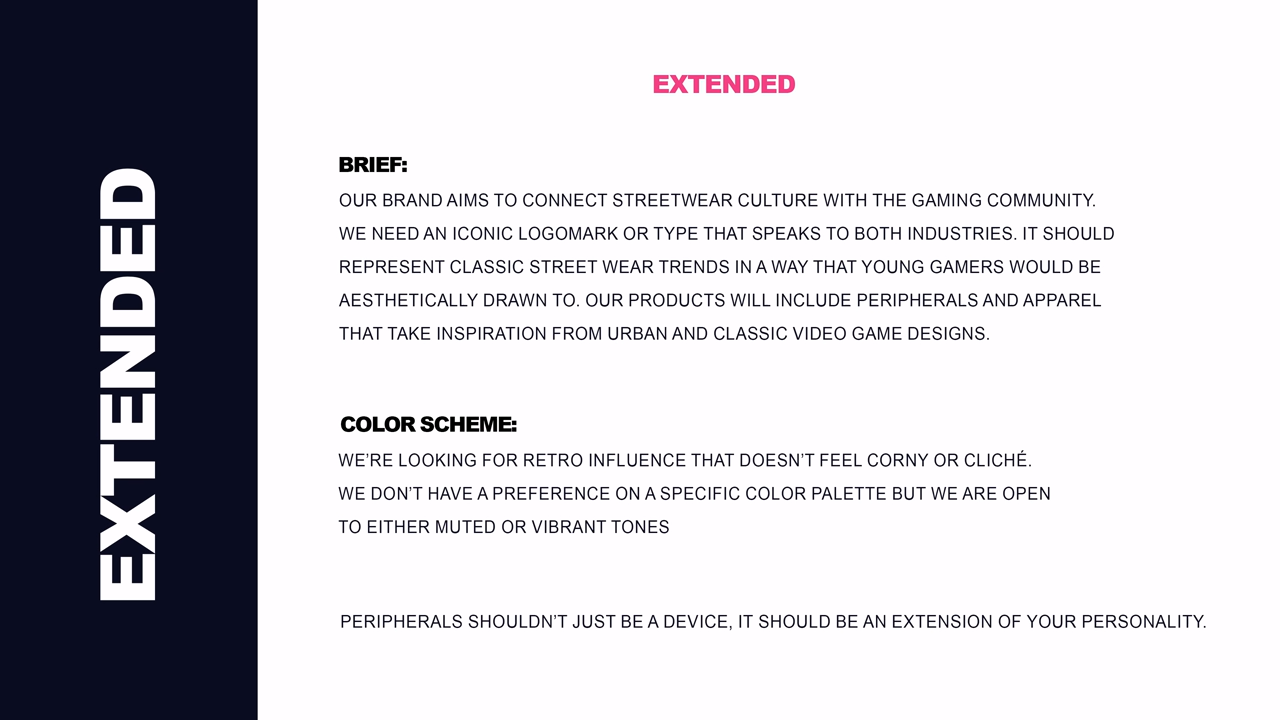 EXTENDED
EXTENDED
BRIEF:
OUR BRAND AIMS TO CONNECT STREETWEAR CULTURE WITH THE GAMING COMMUNITY.
WE NEED AN ICONIC LOGOMARK OR TYPE THAT SPEAKS TO BOTH INDUSTRIES. IT SHOULD
REPRESENT CLASSIC STREET WEAR TRENDS IN A WAY THAT YOUNG GAMERS WOULD BE
AESTHETICALLY DRAWN TO. OUR PRODUCTS WILL INCLUDE PERIPHERALS AND APPAREL
THAT TAKE INSPIRATION FROM URBAN AND CLASSIC VIDEO GAME DESIGNS.
COLOR SCHEME:
WE’RE LOOKING FOR RETRO INFLUENCE THAT DOESN’T FEEL CORNY OR CLICHÉ.
WE DON’T HAVE A PREFERENCE ON A SPECIFIC COLOR PALETTE BUT WE ARE OPEN
TO EITHER MUTED OR VIBRANT TONES
PERIPHERALS SHOULDN’T JUST BE A DEVICE, IT SHOULD BE AN EXTENSION OF YOUR PERSONALITY.